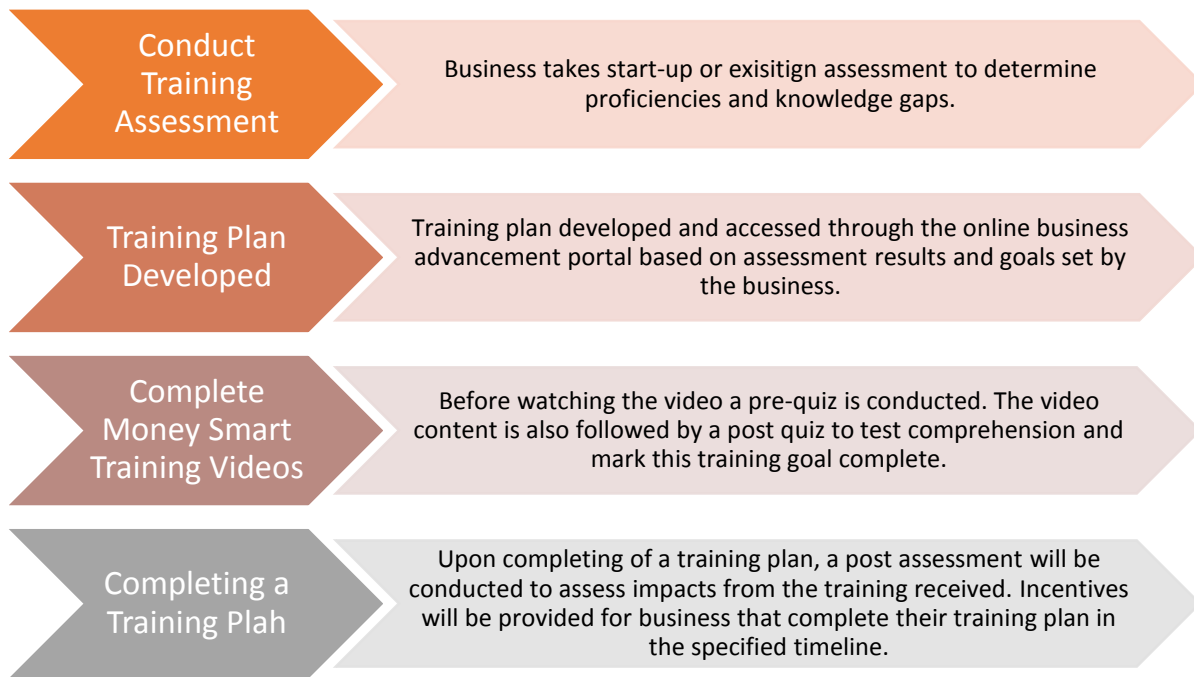 Conduct
Training
Assessment
Business takes start-up or exisitign assessment to determine
proficiencies and knowledge gaps.
Training Plan
Developed
Training plan developed and accessed through the online business
advancement portal based on assessment results and goals set by
the business.
Complete
Money Smart
Training Videos
Before watching the video a pre-quiz is conducted. The video
content is also followed by a post quiz to test comprehension and
mark this training goal complete.
Completing a
Training Plah
Upon completing of a training plan, a post assessment will be
conducted to assess impacts from the training received. Incentives
will be provided for business that complete their training plan in
the specified timeline.